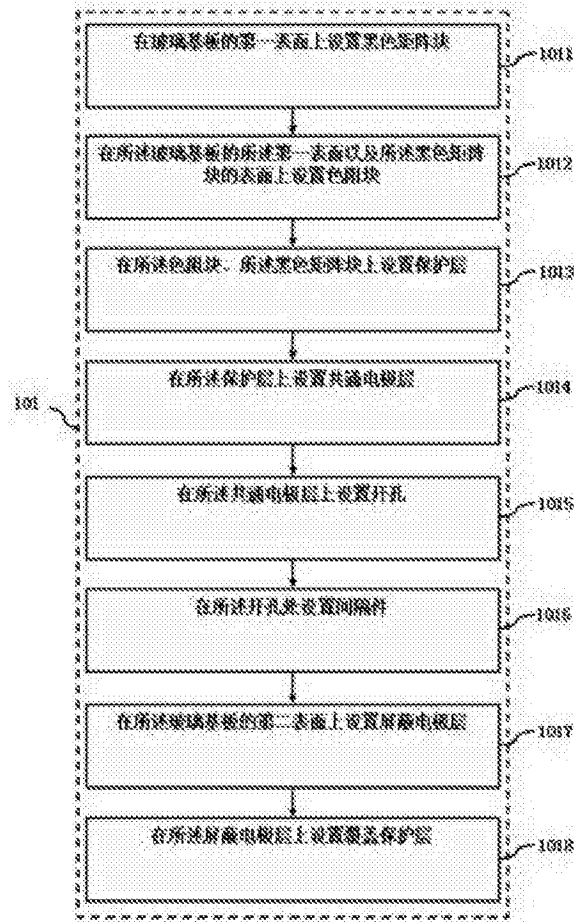 在玻璃基板的第一表面上设置黑色矩阵块
1011
在所述玻璃基板的所述第一表面以及所述黑色矩阵
块的表面上设置色阻块
1012
在所述色阻块、所述黑色矩阵块上设置保护层
1013
在所述保护层上设置共通电极层
1014
101
在所述共通电极层上设置开孔
1015
在所述开孔处设置间隔件
1016
在所述玻璃基板的第二表面上设置屏蔽电极层
1017
在所述屏蔽电极层上设置覆盖保护层
1018